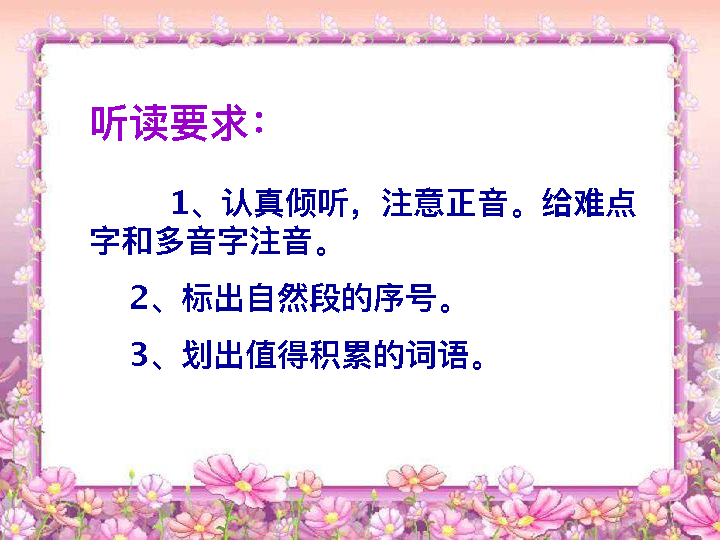 听读要求：
1、认真倾听，注意正音。给难点
字和多音字注音。
2、标出自然段的序号。
3、划出值得积累的词语。